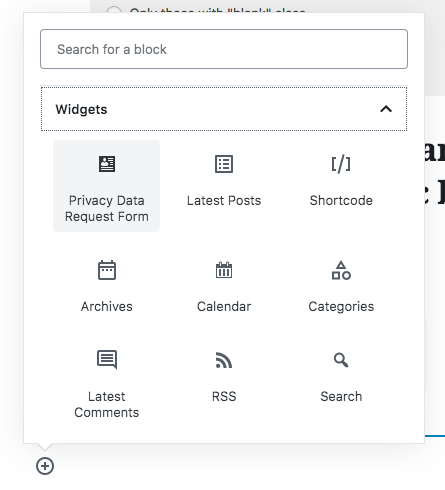 Only those with "blank" class
Search for a block
Widgets
Privacy Data
Request Form
Latest Posts
[/]
Shortcode
Archives
Calendar
Categories
Latest
Comments
RSS
Search